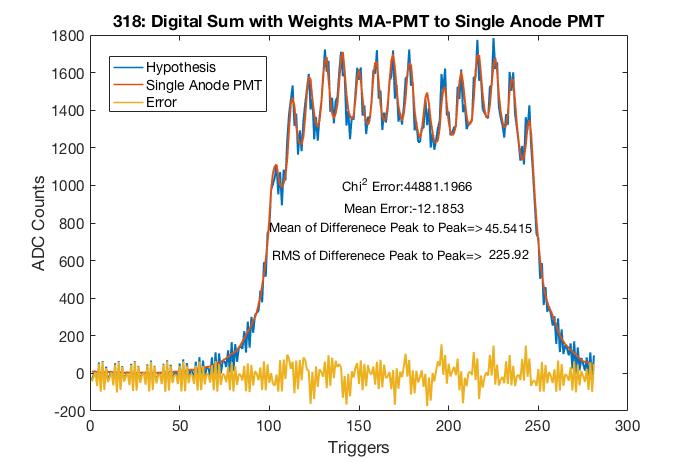 318: Digital Sum with Weights MA-PMT to Single Anode PMT
1800
1600
1400
1200
1000
800
600
400
200
0
-200
ADC Counts
Hypothesis
Single Anode PMT
Error
Chi2 Error:44881.1966
Mean Error:-12.1853
Mean of Differenece Peak to Peak=> 45.5415
RMS of Differenece Peak to Peak=> 225.92
0 50 100 150 200 250 300
Triggers